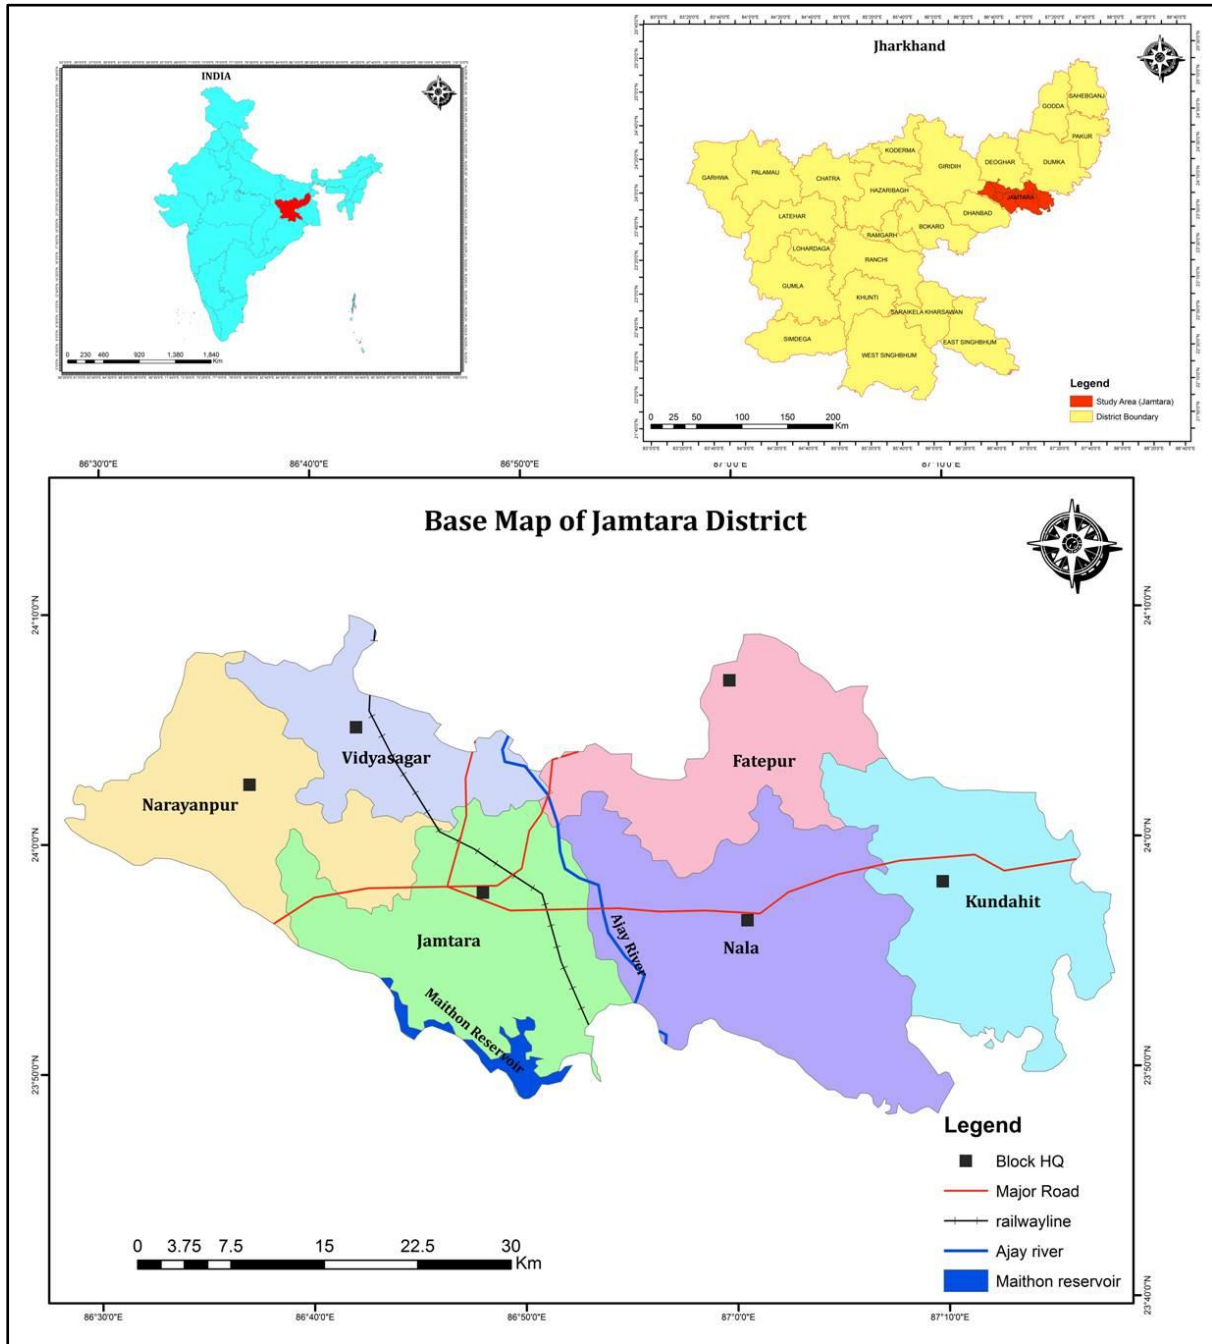 INDIA
0 230 460 920 1,380 1,840
Km
Jharkhand
SAHEBGANJ
GODDA
PAKUR
KODERMA
GIRIDIH
DEOGHAR
DUMKA
GARHWA
PALAMAU
CHATRA
HAZARIBAGH
JAMTARA
LATEHAR
DHANBAD
BOKARO
RAMGARH
LOHARDAGA
RANCHI
GUMLA
KHUNTI
SARAIKELA KHARSAWAN
SIMDEGA
EAST SINGHBHUM
WEST SINGHBHUM
Legend
Study Area (Jamtara)
District Boundary
0 25 50 100 150 200
Km
86°30'0"E 86°40'0"E 86°50'0"E 87°0'0"E 87°10'0"E
Base Map of Jamtara District
24°10'0"N 24°10'0"N
Vidyasagar
Fatepur
Narayanpur
24°0'0"N 24°0'0"N
Kundahit
Jamtara
Ajay River
Nala
Maithon Reservoir
23°50'0"N 23°50'0"N
Legend
Block HQ
Major Road
railwayline
Ajay river
Maithon reservoir
0 3.75 7.5 15 22.5 30
Km
23°40'0"N
86°30'0"E 86°40'0"E 86°50'0"E 87°0'0"E 87°10'0"E